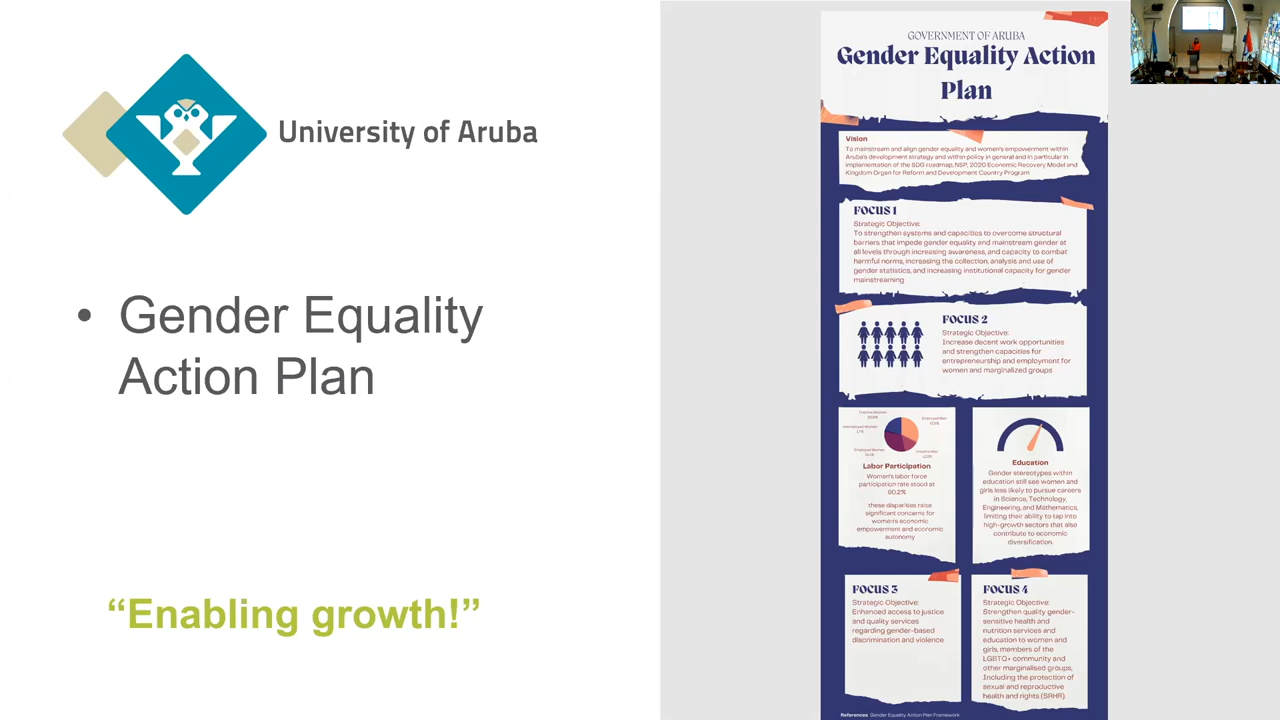 University of Aruba
• Gender Equality
Action Plan
“Enabling growth!”
GOVERNMENT OF ARUBA
Gender Equality Action
Plan
Vision
To mainstream and align gender equality and women's empowerment within
Aruba's development strategy and within policy in general and in particular in
implementation of the SDG roadmap, NSP, 2020 Economic Recovery Model and
Kingdom Organ for Reform and Development Country Program
FOCUS 1
Strategic Objective:
To strengthen systems and capacities to overcome structural
barriers that impede gender equality and mainstream gender at
all levels through increasing awareness, and capacity to combat
harmful norms, increasing the collection, analysis and use of
gender statistics, and increasing institutional capacity for gender
mainstreaming
FOCUS 2
Strategic Objective:
Increase decent work opportunities
and strengthen capacities for
entrepreneurship and employment for
women and marginalized groups
Unemployed Women
Employed Women
Labor Participation
Women's labor force
participation rate stood at
60.2%
these disparities raise
significant concerns for
women's economic
empowerment and economic
autonomy
Education
Gender stereotypes within
education still see women and
girls less likely to pursue careers
in Science, Technology,
Engineering, and Mathematics,
limiting their ability to tap into
high-growth sectors that also
contribute to economic
diversification.
FOCUS 3
Strategic Objective:
Enhanced access to justice
and quality services
regarding gender-based
discrimination and violence
FOCUS 4
Strategic Objective:
Strengthen quality gender-
sensitive health and
nutrition services and
education to women and
girls, members of the
LGBTQ+ community and
other marginalised groups,
Including the protection of
sexual and reproductive
health and rights (SRHR).
References Gender Equality Action Plan Framework